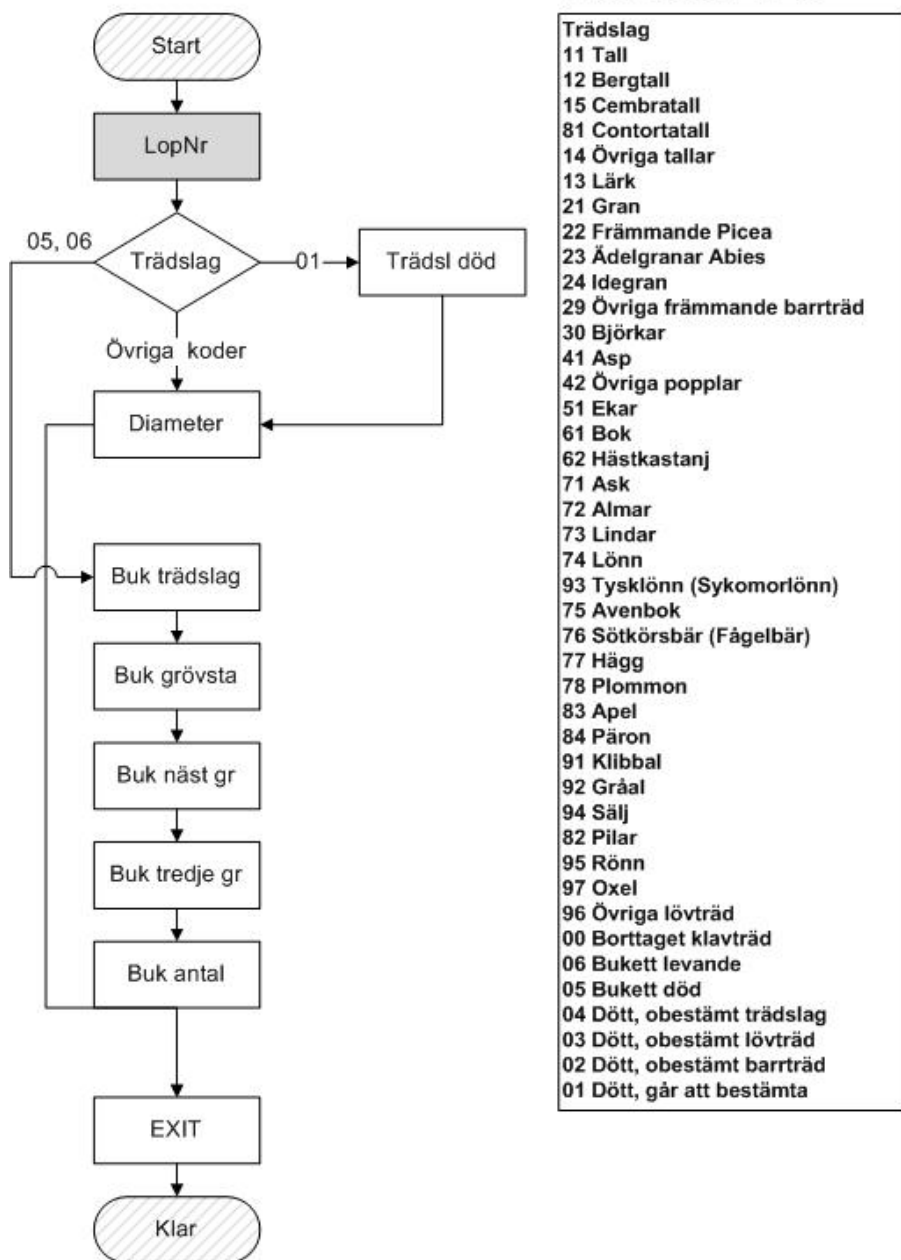 Start
LopNr
05, 06
Trädslag
01
Trädsl död
Övriga koder
Diameter
Buk trädslag
Buk grövsta
Buk näst gr
Buk tredje gr
Buk antal
EXIT
Klar
Trädslag
11 Tall
12 Bergtall
15 Cembratall
81 Contortatall
14 Övriga tallar
13 Lärk
21 Gran
22 Främmande Picea
23 Ädelgranar Abies
24 Idegran
29 Övriga främmande barrträd
30 Björkar
41 Asp
42 Övriga popplar
51 Ekar
61 Bok
62 Hästkastanj
71 Ask
72 Almar
73 Lindar
74 Lönn
93 Tysklönn (Sykomorlönn)
75 Avenbok
76 Sötkörsbär (Fågelbär)
77 Hägg
78 Plommon
83 Apel
84 Päron
91 Klibbal
92 Gråal
94 Sälj
82 Pilar
95 Rönn
97 Oxel
96 Övriga lövträd
00 Borttaget klavträd
06 Bukett levande
05 Bukett död
04 Dött, obestämt trädslag
03 Dött, obestämt lövträd
02 Dött, obestämt barrträd
01 Dött, går att bestämta